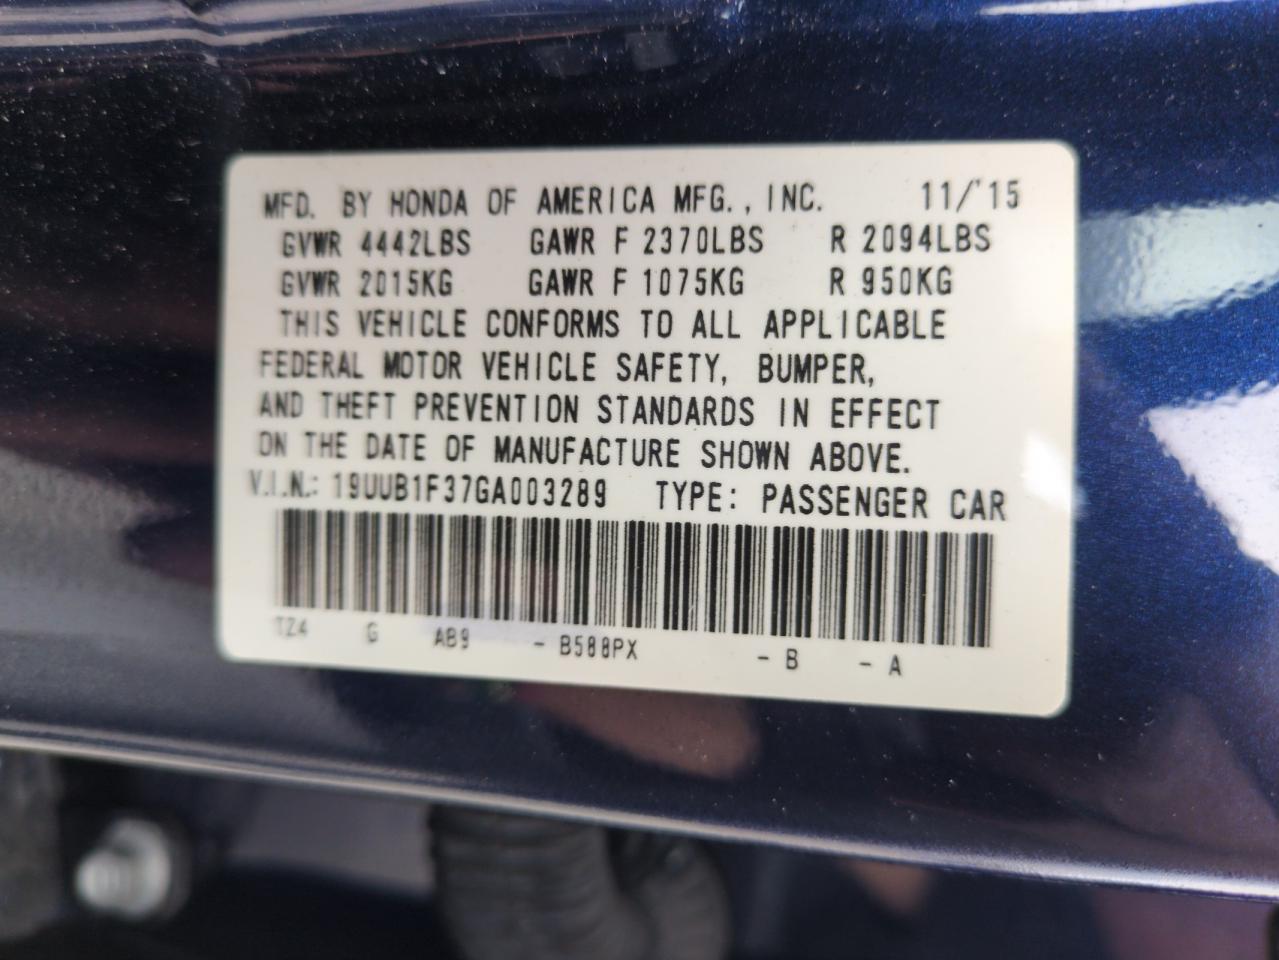 MFD. BY HONDA OF AMERICA MFG., INC. 11/'15
GVWR 4442LBS GAWR F 2370LBS R 2094LBS
GVWR 2015KG GAWR F 1075KG R 950KG
THIS VEHICLE CONFORMS TO ALL APPLICABLE
FEDERAL MOTOR VEHICLE SAFETY, BUMPER,
AND THEFT PREVENTION STANDARDS IN EFFECT
ON THE DATE OF MANUFACTURE SHOWN ABOVE.
V.I.N.: 19UUB1F37GA003289 TYPE: PASSENGER CAR
TZ4 G AB9 - B588PX - B - A